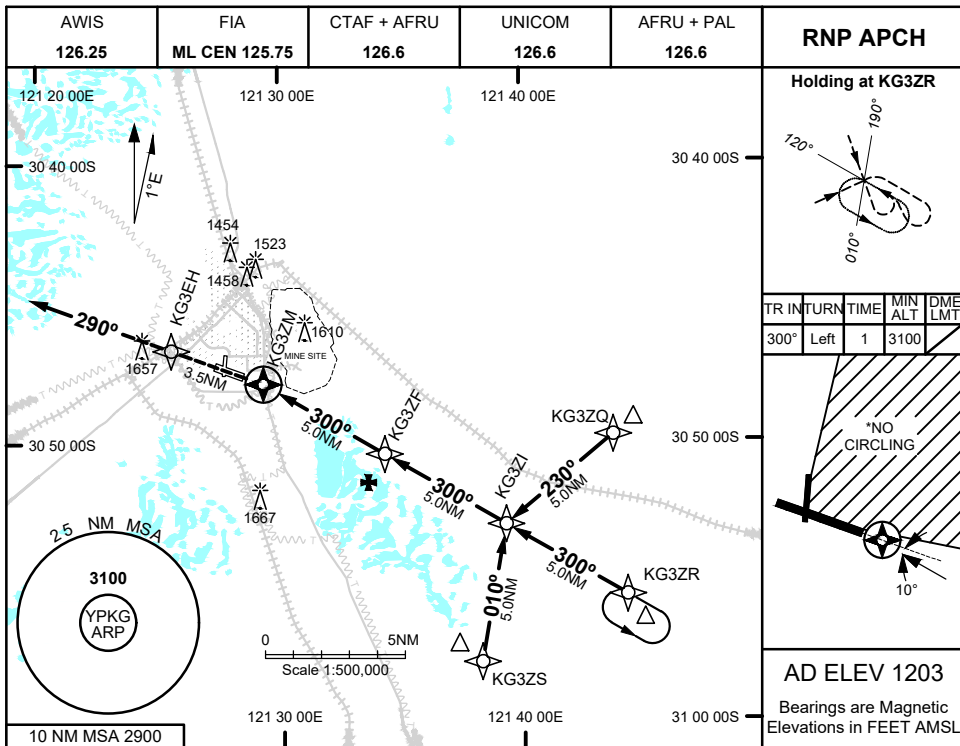 AWIS
126.25
FIA
ML CEN 125.75
CTAF + AFRU
126.6
UNICOM
126.6
AFRU + PAL
126.6
RNP APCH
121 20 00E
121 30 00E
121 40 00E
30 40 00S
30 40 00S
1°E
1454
1523
1458
KG3EH
290°
1657
3.5NM
KG3ZM
1610
MINE SITE
300°
5.0NM
KG3ZF
30 50 00S
30 50 00S
300°
5.0NM
KG3ZI
KG3ZQ
230°
5.0NM
1667
300°
5.0NM
KG3ZR
010°
5.0NM
KG3ZS
25 NM MSA
3100
YPKG
ARP
0
5NM
Scale 1:500,000
121 30 00E
121 40 00E
31 00 00S
10 NM MSA 2900
Holding at KG3ZR
120°
190°
010°
TR IN
TURN
TIME
MIN ALT
DME LMT
300°
Left
1
3100
*NO
CIRCLING
10°
AD ELEV 1203
Bearings are Magnetic
Elevations in FEET AMSL